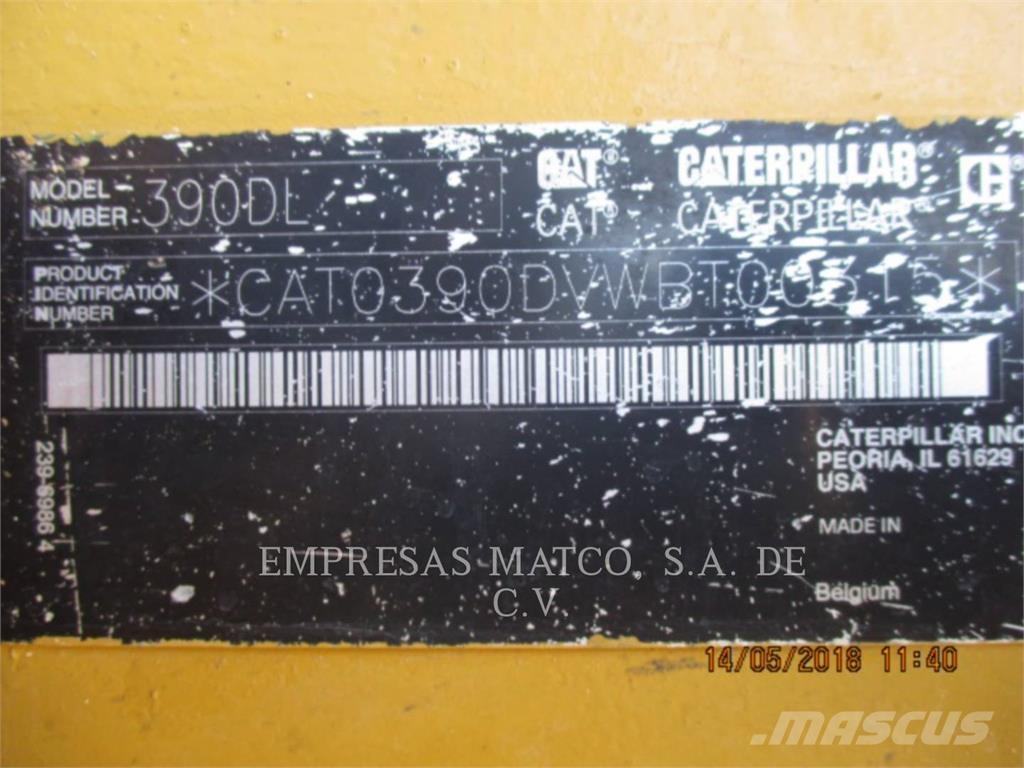 MODEL NUMBER 390DL
CAT® CATERPILLAR®
CAT® CATERPILLAR®
PRODUCT IDENTIFICATION NUMBER
239-6986 4
CATERPILLAR INC
PEORIA, IL 61629
USA
MADE IN
Belgium
EMPRESAS MATCO, S.A. DE
C.V.
14/05/2018 11:40
MASCUS